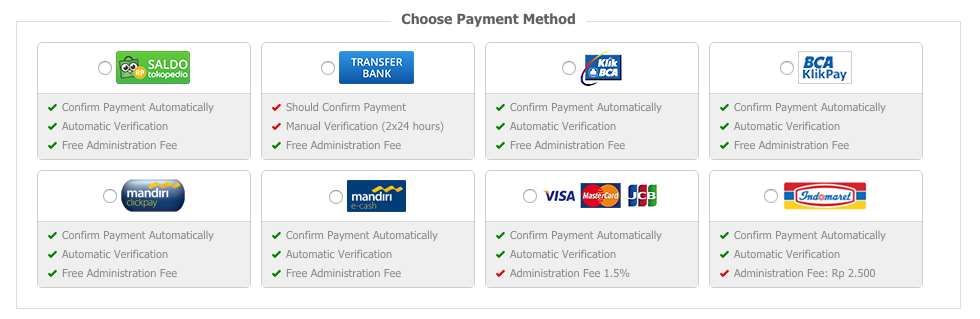 Choose Payment Method
RP SALDO
tokopedia
Confirm Payment Automatically
Automatic Verification
Free Administration Fee
TRANSFER
BANK
Should Confirm Payment
Manual Verification (2x24 hours)
Free Administration Fee
Klik
BCA
Confirm Payment Automatically
Automatic Verification
Free Administration Fee
BCA
KlikPay
Confirm Payment Automatically
Automatic Verification
Free Administration Fee
mandiri
clickpay
Confirm Payment Automatically
Automatic Verification
Free Administration Fee
mandiri
e-cash
Confirm Payment Automatically
Automatic Verification
Free Administration Fee
VISA MasterCard JCB
Confirm Payment Automatically
Automatic Verification
Administration Fee 1.5%
Indomaret
Confirm Payment Automatically
Automatic Verification
Administration Fee: Rp 2.500